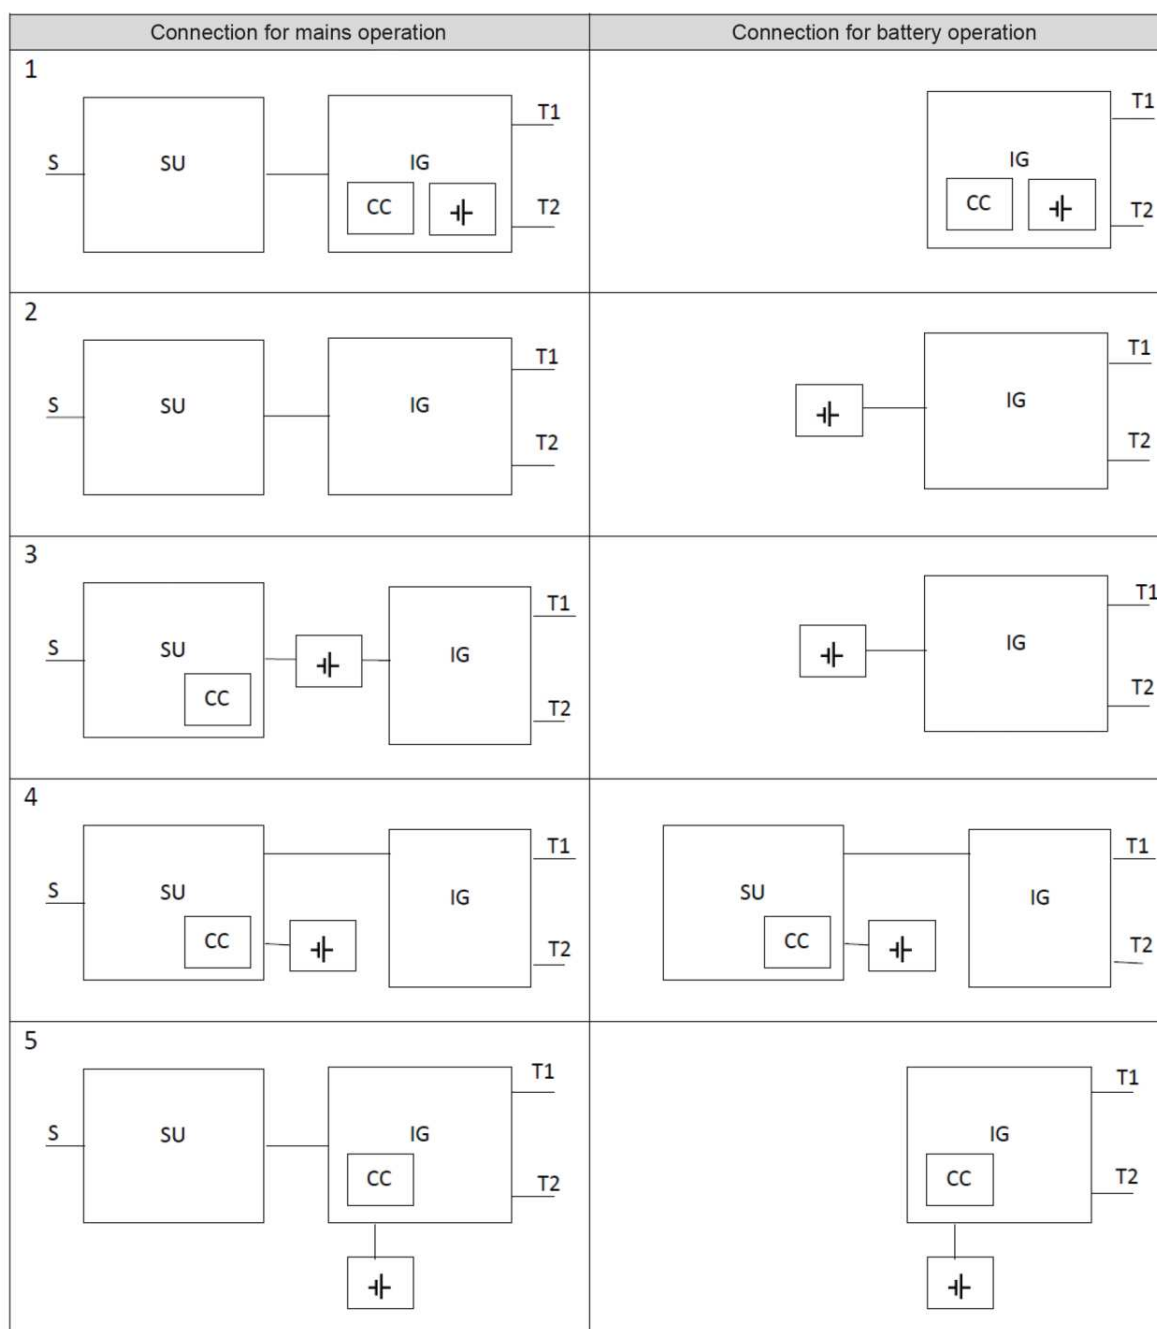 Connection for mains operation
Connection for battery operation
1
S
SU
IG
CC
T1
T2
IG
CC
T1
T2
2
S
SU
IG
T1
T2
IG
T1
T2
3
S
SU
CC
IG
T1
T2
IG
T1
T2
4
S
SU
CC
IG
T1
T2
SU
CC
IG
T1
T2
5
S
SU
IG
CC
T1
T2
IG
CC
T1
T2